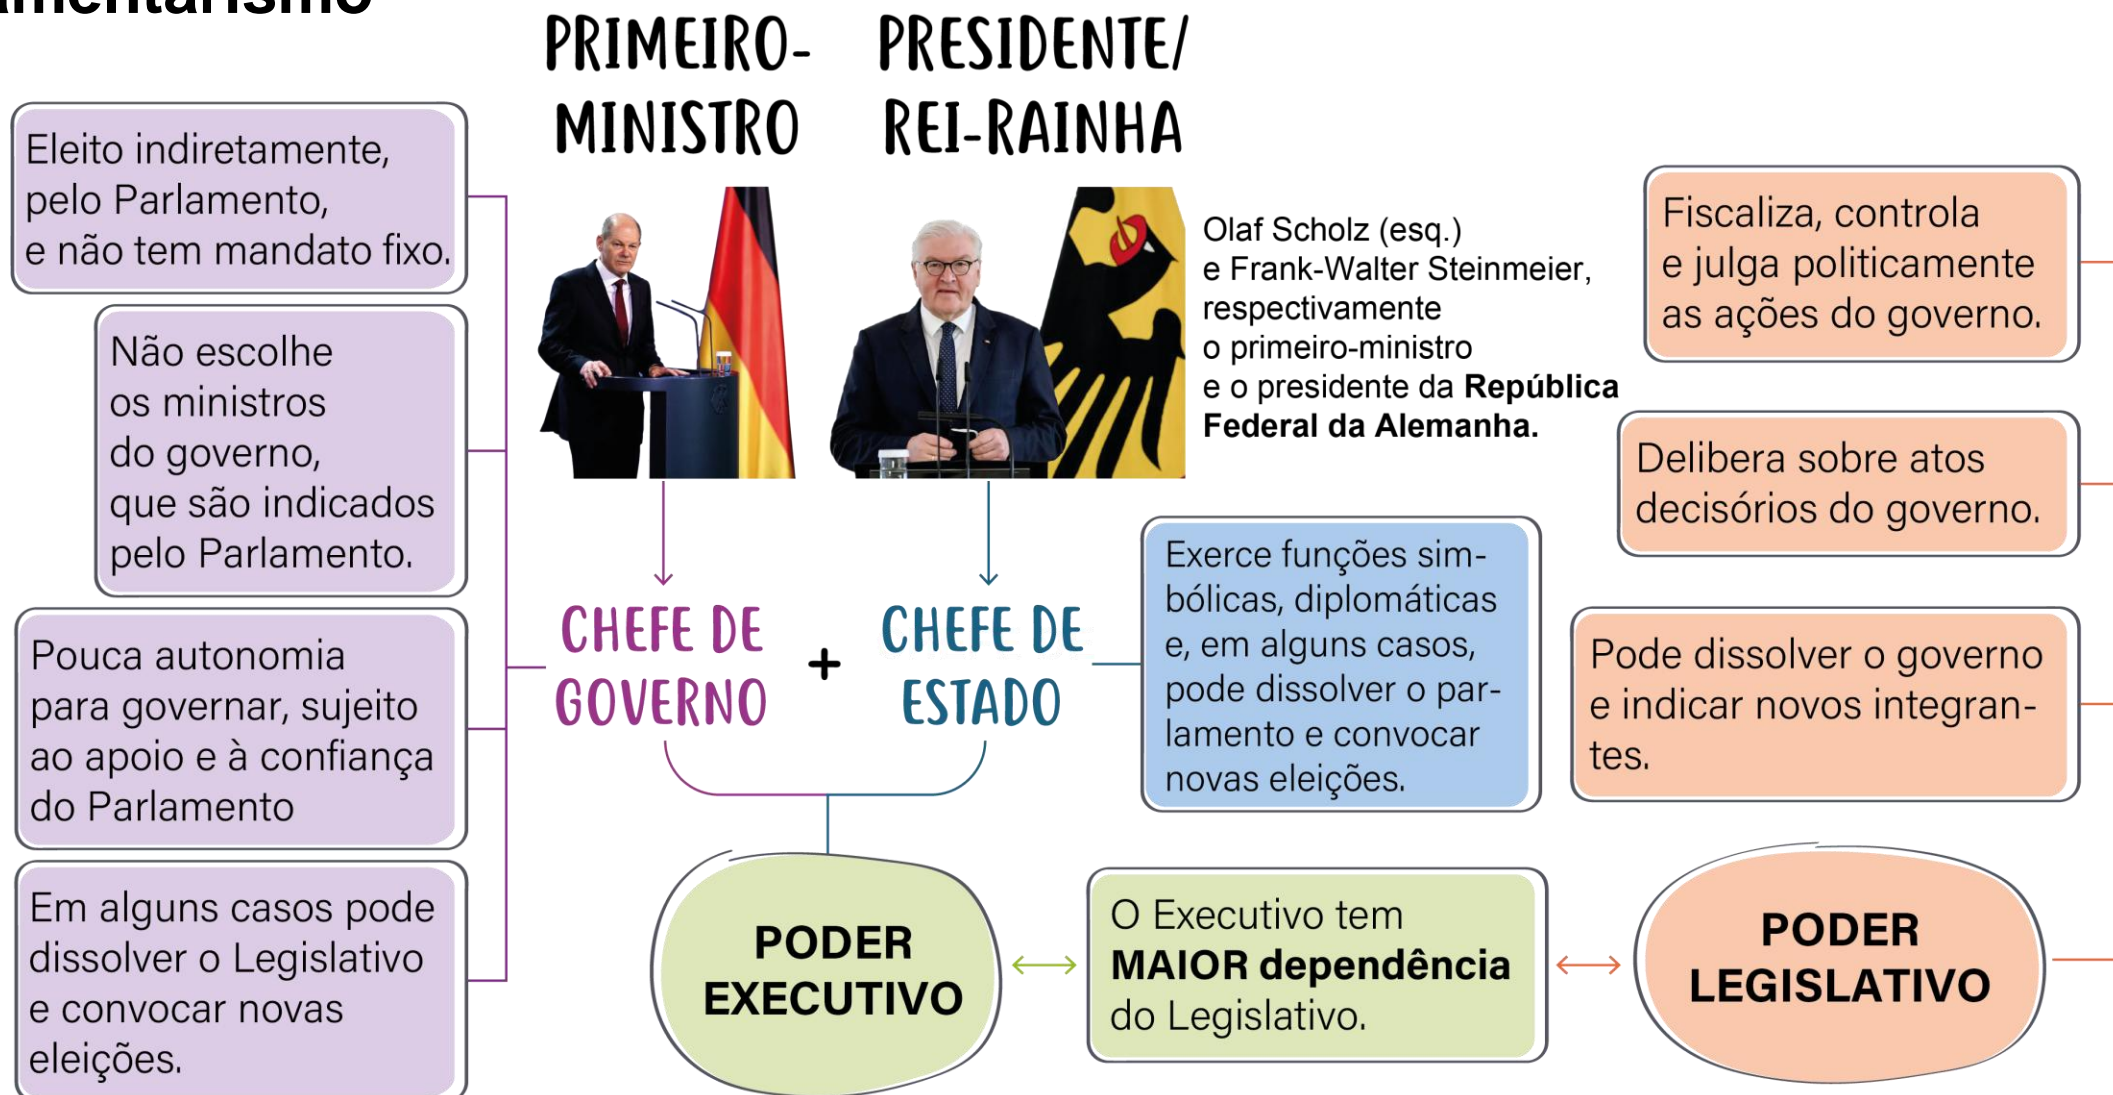 PRIMEIRO-
MINISTRO
PRESIDENTE/
REI-RAINHA
Eleito indiretamente,
pelo Parlamento,
e não tem mandato fixo.
Não escolhe
os ministros
do governo,
que são indicados
pelo Parlamento.
Pouca autonomia
para governar, sujeito
ao apoio e à confiança
do Parlamento
Em alguns casos pode
dissolver o Legislativo
e convocar novas
eleições.
Olaf Scholz (esq.)
e Frank-Walter Steinmeier,
respectivamente
o primeiro-ministro
e o presidente da República
Federal da Alemanha.
CHEFE DE
GOVERNO
+
CHEFE DE
ESTADO
Exerce funções sim-
bólicas, diplomáticas
e, em alguns casos,
pode dissolver o par-
lamento e convocar
novas eleições.
Fiscaliza, controla
e julga politicamente
as ações do governo.
Delibera sobre atos
decisórios do governo.
Pode dissolver o governo
e indicar novos integran-
tes.
PODER
EXECUTIVO
O Executivo tem
MAIOR dependência
do Legislativo.
PODER
LEGISLATIVO